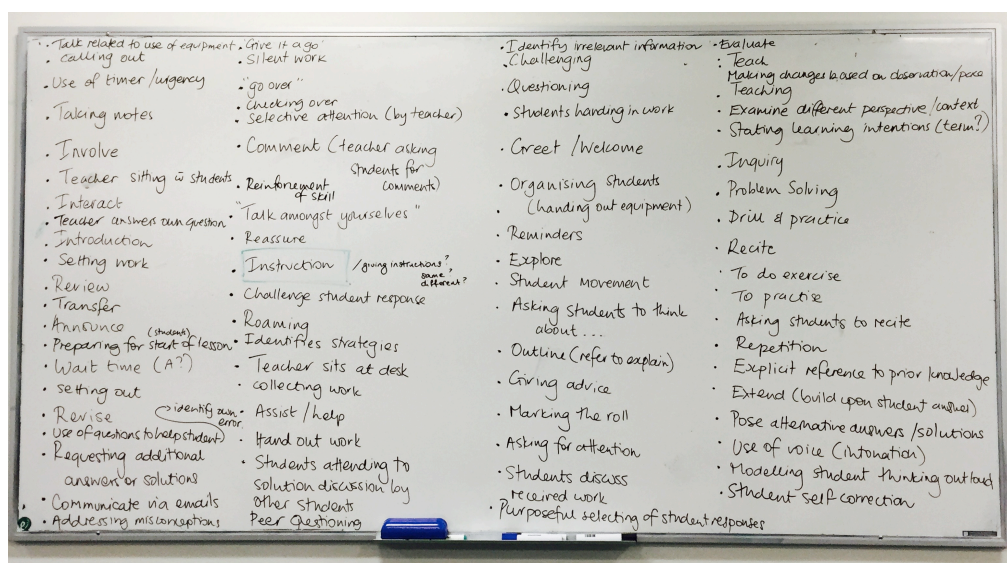 · Talk related to use of equipment
· calling out
· Use of timer / urgency
· Taking notes
· Involve
· Teacher sitting w̄ students
· Interact
· Teacher answers own question
· Introduction
· Setting work
· Review
· Transfer
· Announce
(student)
· Preparing for start of lesson
· Wait time (A?)
· setting out
· Revise
identify own error
· Use of questions to help student)
· Requesting additional
answers or solutions
· Communicate via emails
· Addressing misconceptions
· "Give it a go"
· Silent work
· "go over"
· Checking over
· Selective attention (by teacher)
· Comment (teacher asking
students for
comments)
· Reinforcement
of skill
· "Talk amongst yourselves"
· Reassure
· Instruction / giving instructions?
same,
different?
· Challenge student response
· Roaming
· Identifies strategies
· Teacher sits at desk
· collecting work
· Assist / help
· Hand out work
· Students attending to
solution discussion by
other students
Peer Questioning
· Identify irrelevant information
· Challenging
· Questioning
· Students handing in work
· Greet / Welcome
· Organising students
(handing out equipment)
· Reminders
· Explore
· Student movement
· Asking students to think
about...
· Outline (refer to explain)
· Giving advice
· Marking the roll
· Asking for attention
· Students discuss
received work
· Purposeful selecting of student responses
· Evaluate
· Teach
Making changes based on observation/pace
· Teaching
· Examine different perspective / context
· Stating learning intentions (term?)
· Inquiry
· Problem Solving
· Drill & practice
· Recite
· To do exercise
· To practise
· Asking students to recite
· Repetition
· Explicit reference to prior knowledge
· Extend (build upon student answer)
· Pose alternative answers / solutions
· Use of voice (intonation)
· Modelling student thinking out loud
· Student self correction